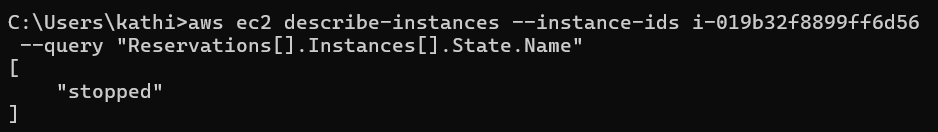 C:\Users\kathi>aws ec2 describe-instances --instance-ids i-019b32f8899ff6d56
 --query "Reservations[].Instances[].State.Name"
[
    "stopped"
]